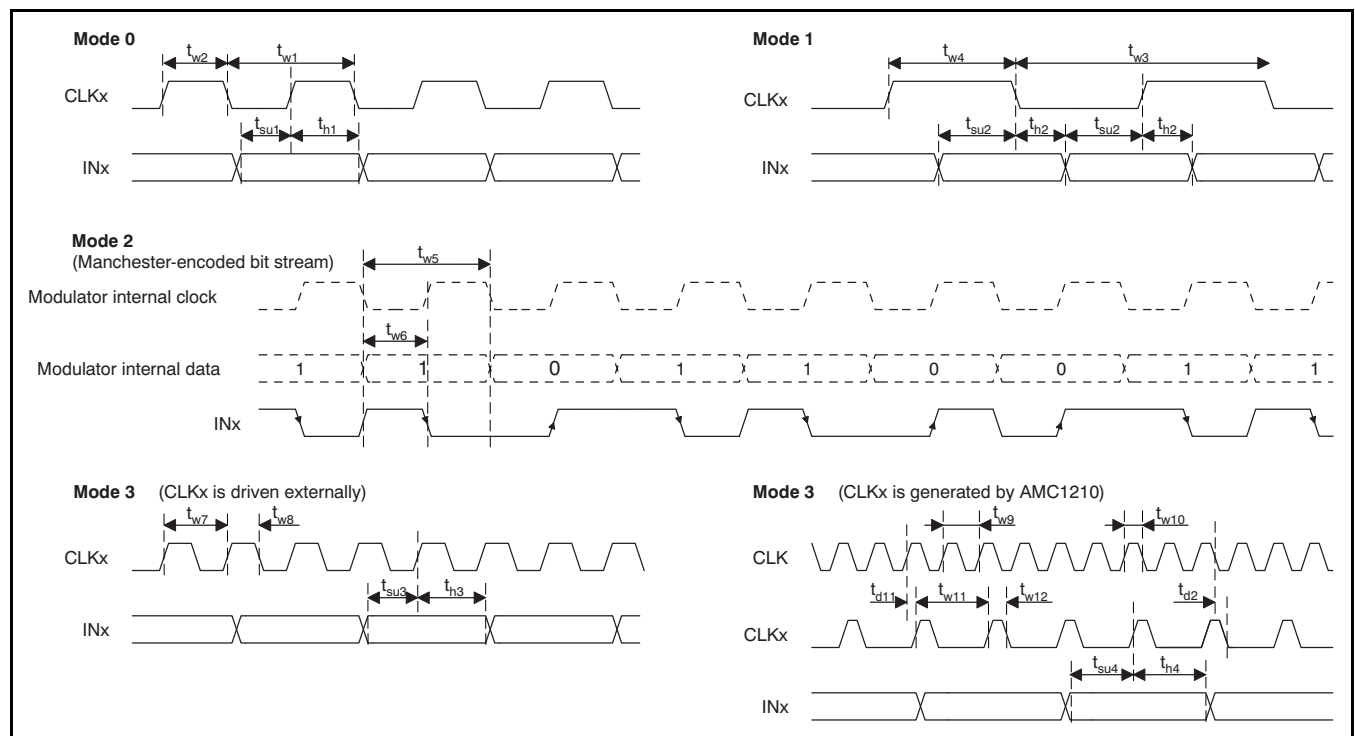 Mode 0
tw2
tw1
CLKx
tsu1
th1
INx
Mode 1
tw4
tw3
CLKx
tsu2
th2
tsu2
th2
INx
Mode 2
(Manchester-encoded bit stream)
tw5
Modulator internal clock
tw6
Modulator internal data
1 1 0 1 1 0 0 1 1
INx
Mode 3 (CLKx is driven externally)
tw7
tw8
CLKx
tsu3
th3
INx
Mode 3 (CLKx is generated by AMC1210)
tw9
tw10
CLK
td11
tw11
tw12
td2
CLKx
tsu4
th4
INx